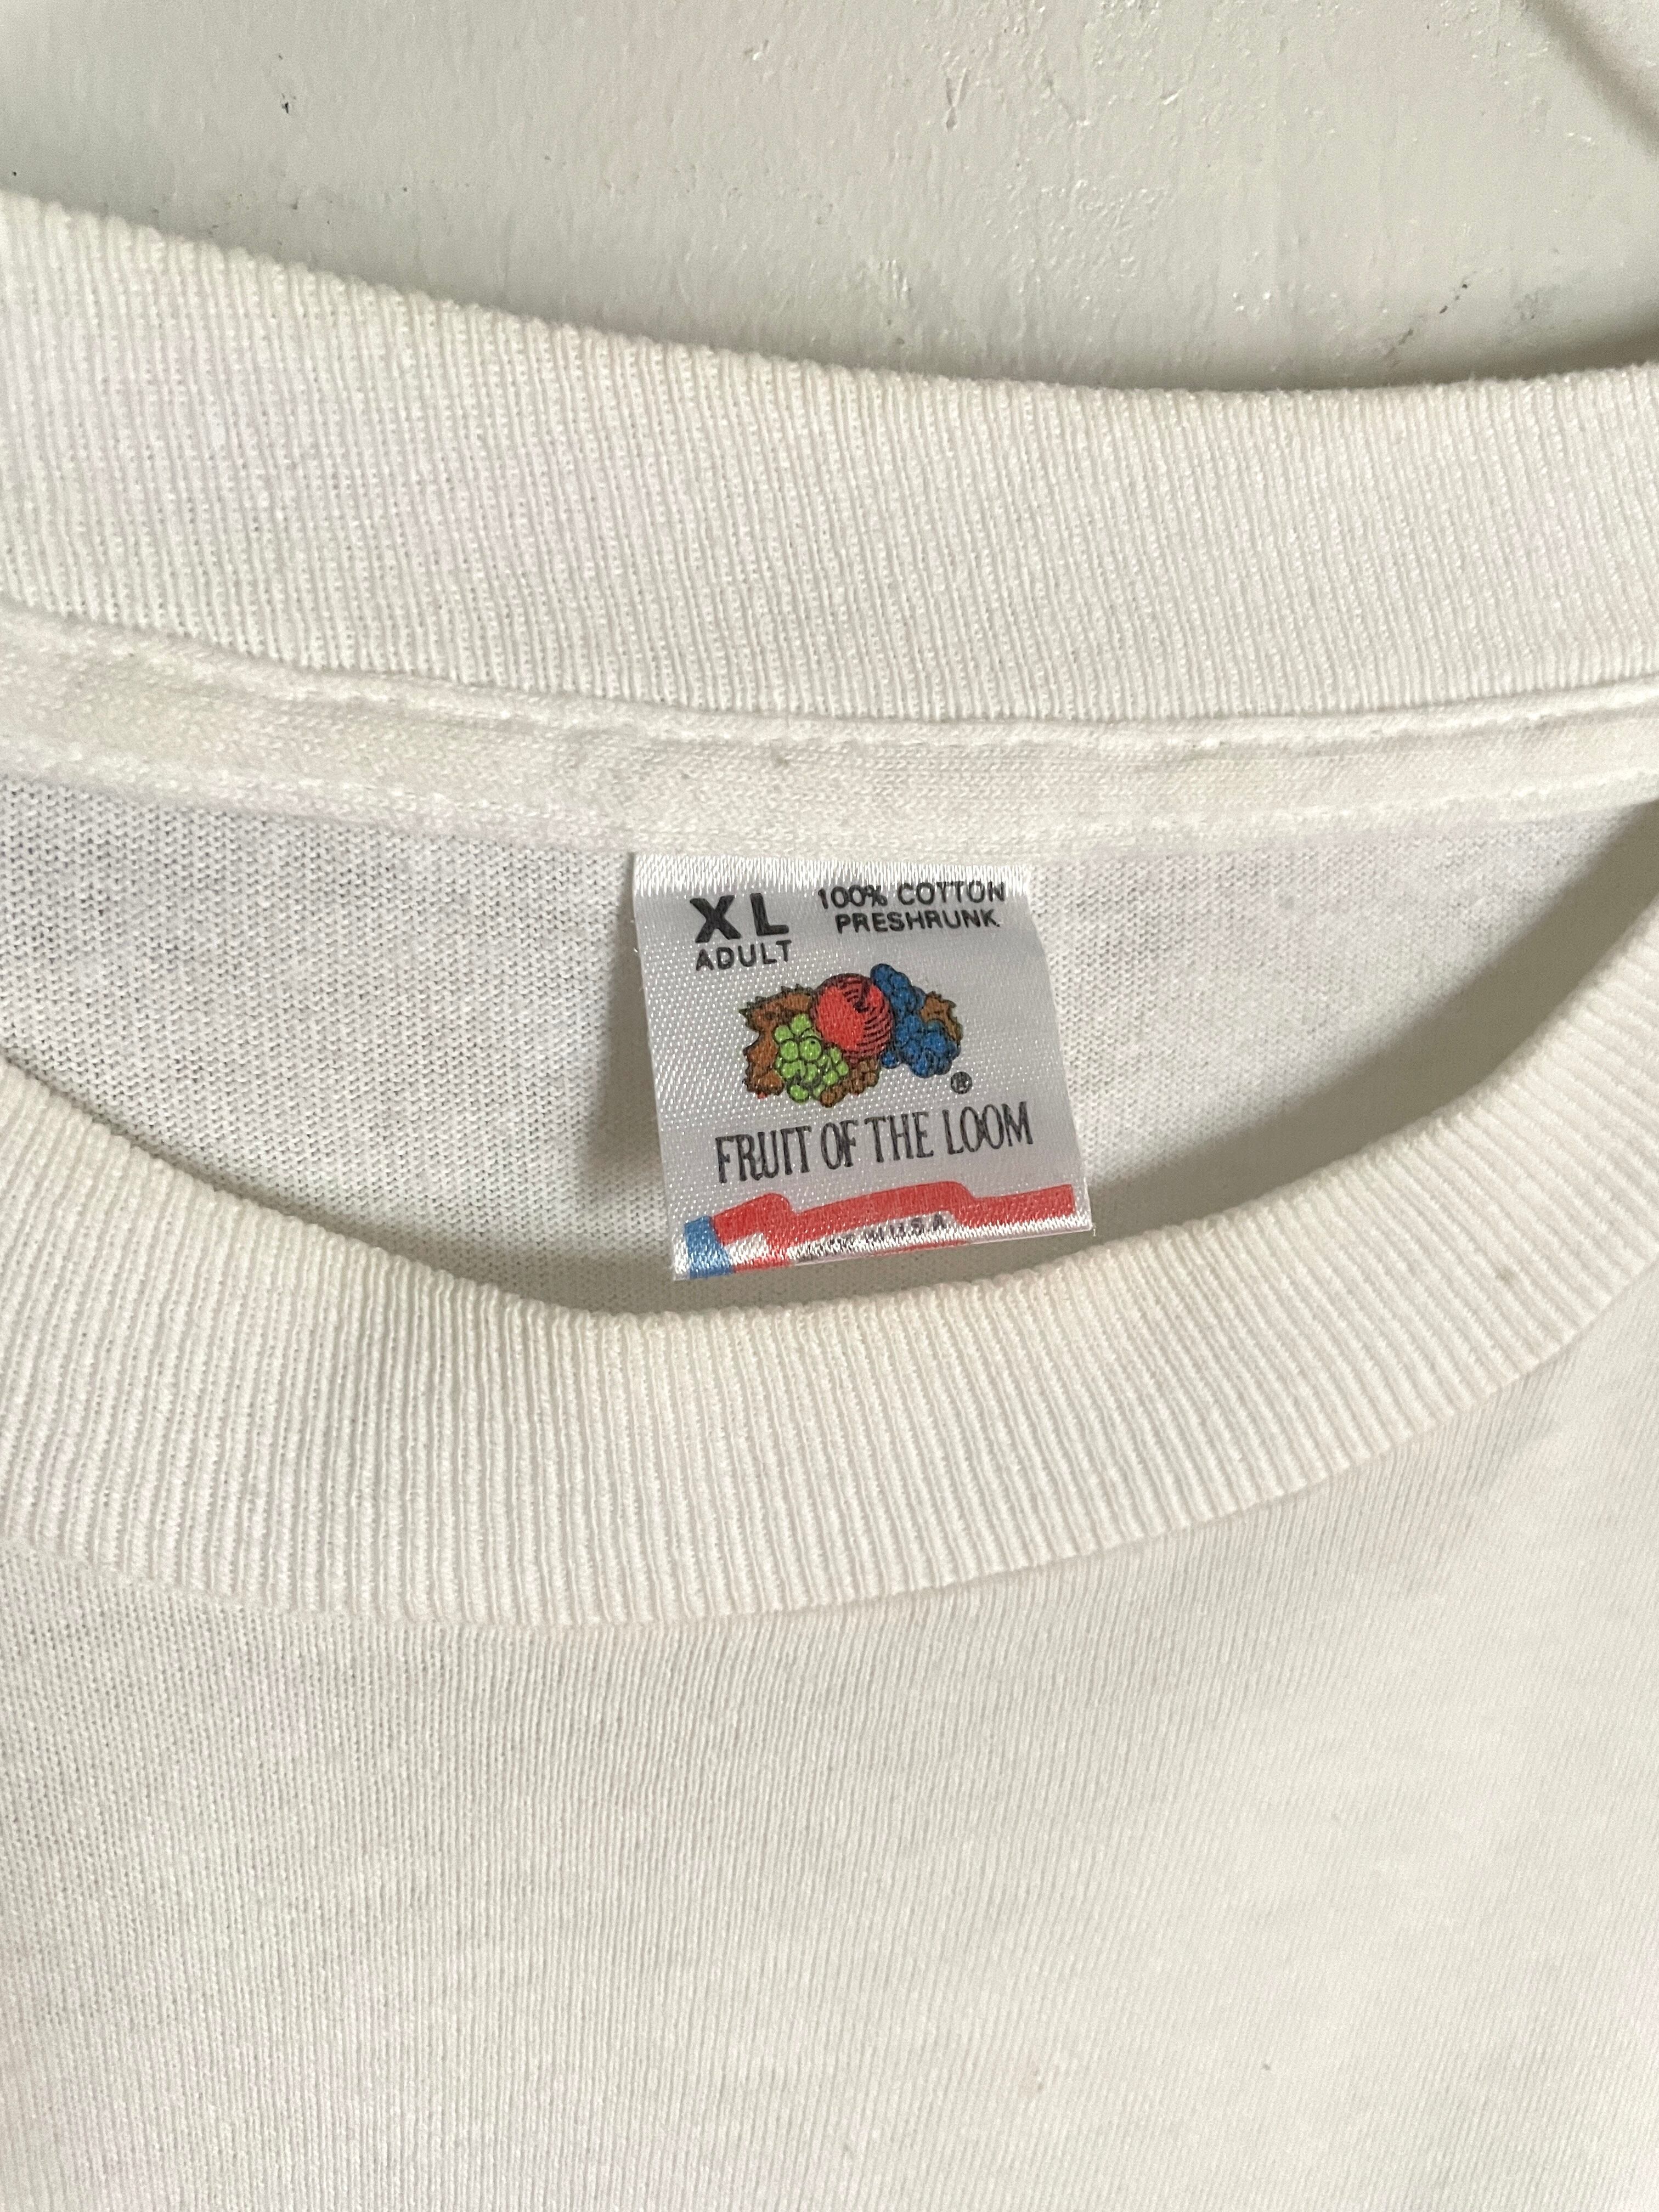 XL 100% COTTON
ADULT PRESHRUNK
®
FRUIT OF THE LOOM
U.S.A.